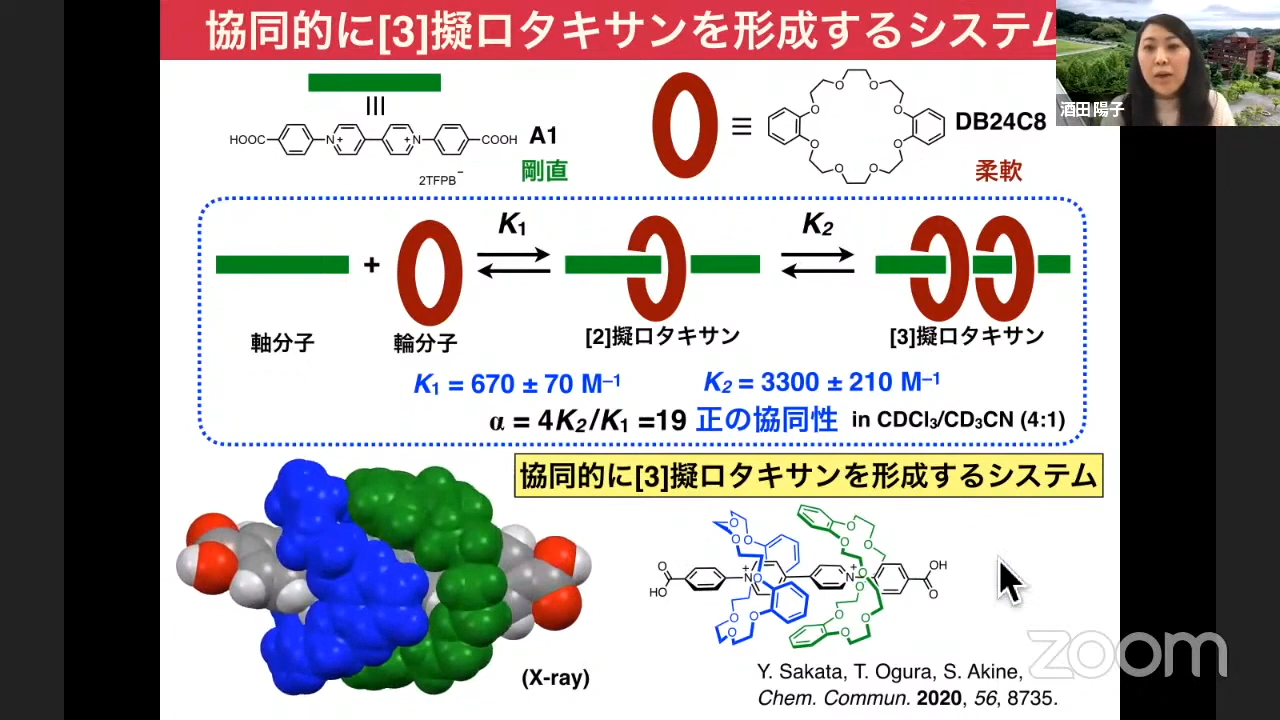 協同的に[3]擬ロタキサンを形成するシステム
酒田 陽子
HOOC N+ +N COOH A1
剛直
2TFPB−
DB24C8
柔軟
K1 K2
+
軸分子 輪分子 [2]擬ロタキサン [3]擬ロタキサン
K1 = 670 ± 70 M–1 K2 = 3300 ± 210 M–1
α = 4K2/K1 =19 正の協同性 in CDCl3/CD3CN (4:1)
協同的に[3]擬ロタキサンを形成するシステム
(X-ray)
Y. Sakata, T. Ogura, S. Akine,
Chem. Commun. 2020, 56, 8735.
zoom